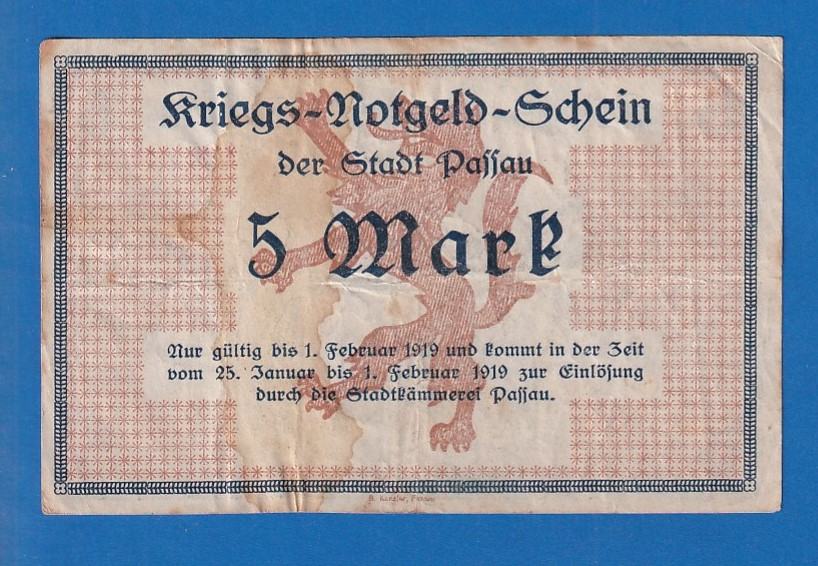 Kriegs-Notgeld-Schein
der Stadt Passau
5 Mark
Nur gültig bis 1. Februar 1919 und kommt in der Zeit
vom 25. Januar bis 1. Februar 1919 zur Einlösung
durch die Stadtkämmerei Passau.
Passau